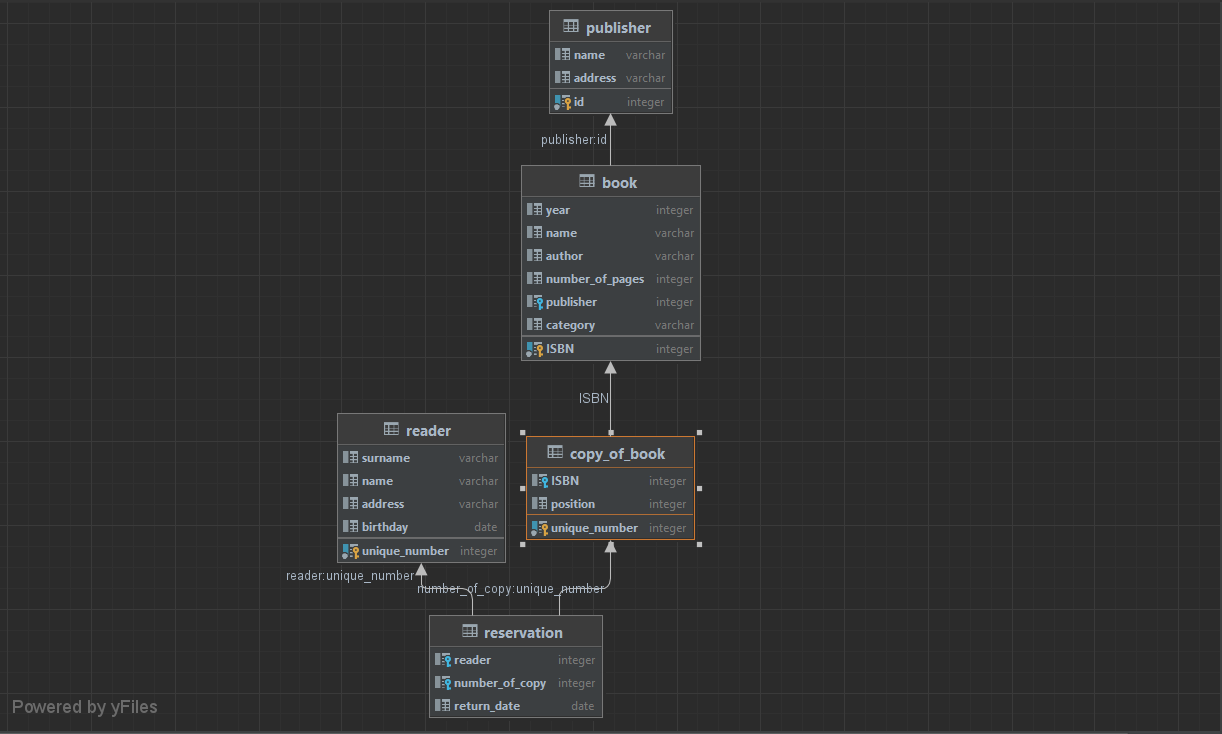 publisher
name varchar
address varchar
id integer
publisher:id
book
year integer
name varchar
author varchar
number_of_pages integer
publisher integer
category varchar
ISBN integer
ISBN
reader
surname varchar
name varchar
address varchar
birthday date
unique_number integer
copy_of_book
ISBN integer
position integer
unique_number integer
reader:unique_number
number_of_copy:unique_number
reservation
reader integer
number_of_copy integer
return_date date
Powered by yFiles